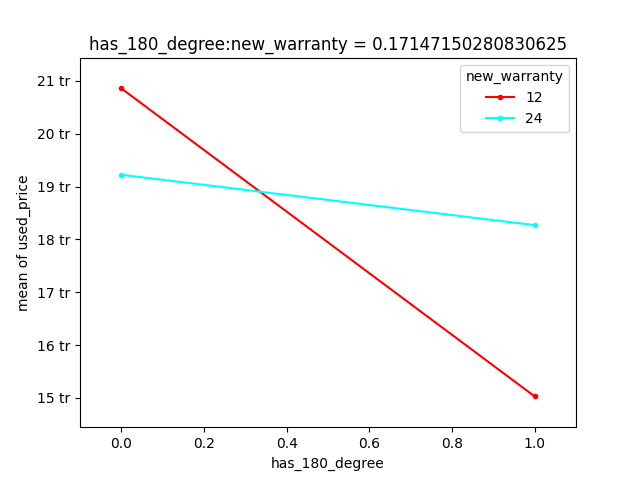 has_180_degree:new_warranty = 0.17147150280830625
new_warranty
12
24
21 tr
20 tr
19 tr
18 tr
17 tr
16 tr
15 tr
mean of used_price
0.0 0.2 0.4 0.6 0.8 1.0
has_180_degree